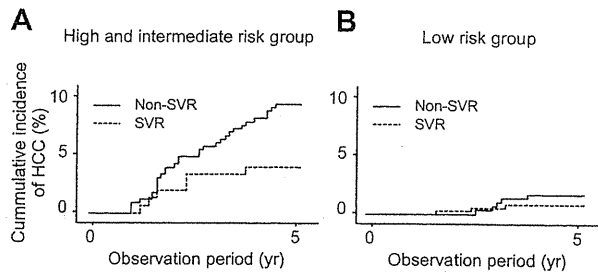 A
High and intermediate risk group
Cummulative incidence
of HCC (%)
10
5
0
Non-SVR
SVR
0
5
Observation period (yr)
B
Low risk group
10
5
0
Non-SVR
SVR
0
5
Observation period (yr)